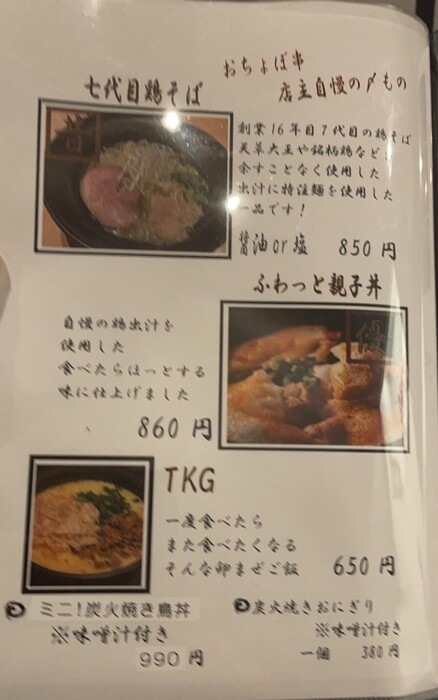 おちょぼ串
店主自慢の〆もの
七代目鶏そば
創業16年目7代目の鶏そば
天草大王や銘柄鶏など、
余すことなく使用した
出汁に特注麺を使用した
一品です！
醤油or塩 850円
ふわっと親子丼
自慢の鶏出汁を
使用した
食べたらほっとする
味に仕上げました
860円
TKG
一度食べたら
また食べたくなる
そんな卵まぜご飯 650円
ミニ!炭火焼き鳥丼
※味噌汁付き
990円
炭火焼きおにぎり
※味噌汁付き
一個 380円